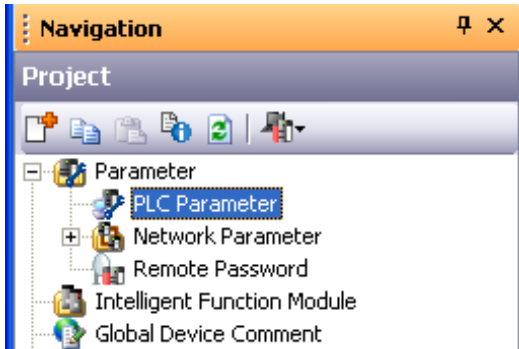 Navigation
Project
Parameter
PLC Parameter
Network Parameter
Remote Password
Intelligent Function Module
Global Device Comment